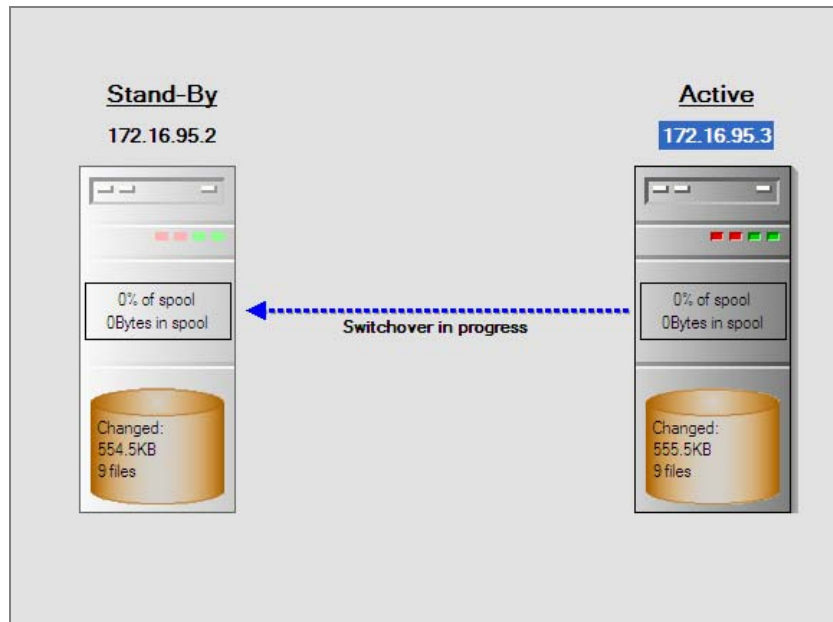 Stand-By
172.16.95.2
Active
172.16.95.3
0% of spool
0Bytes in spool
Switchover in progress
0% of spool
0Bytes in spool
Changed:
554.5KB
9 files
Changed:
555.5KB
9 files